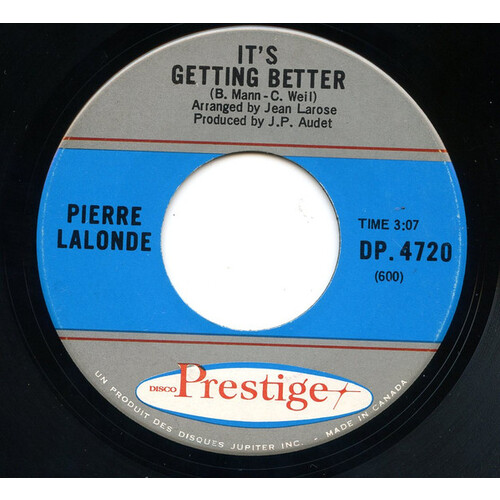 IT'S
GETTING BETTER
(B. Mann - C. Weil)
Arranged by Jean Larose
Produced by J.P. Audet
PIERRE
LALONDE
TIME 3:07
DP. 4720
(600)
DISCO Prestige
UN PRODUIT DES DISQUES JUPITER INC. • MADE IN CANADA